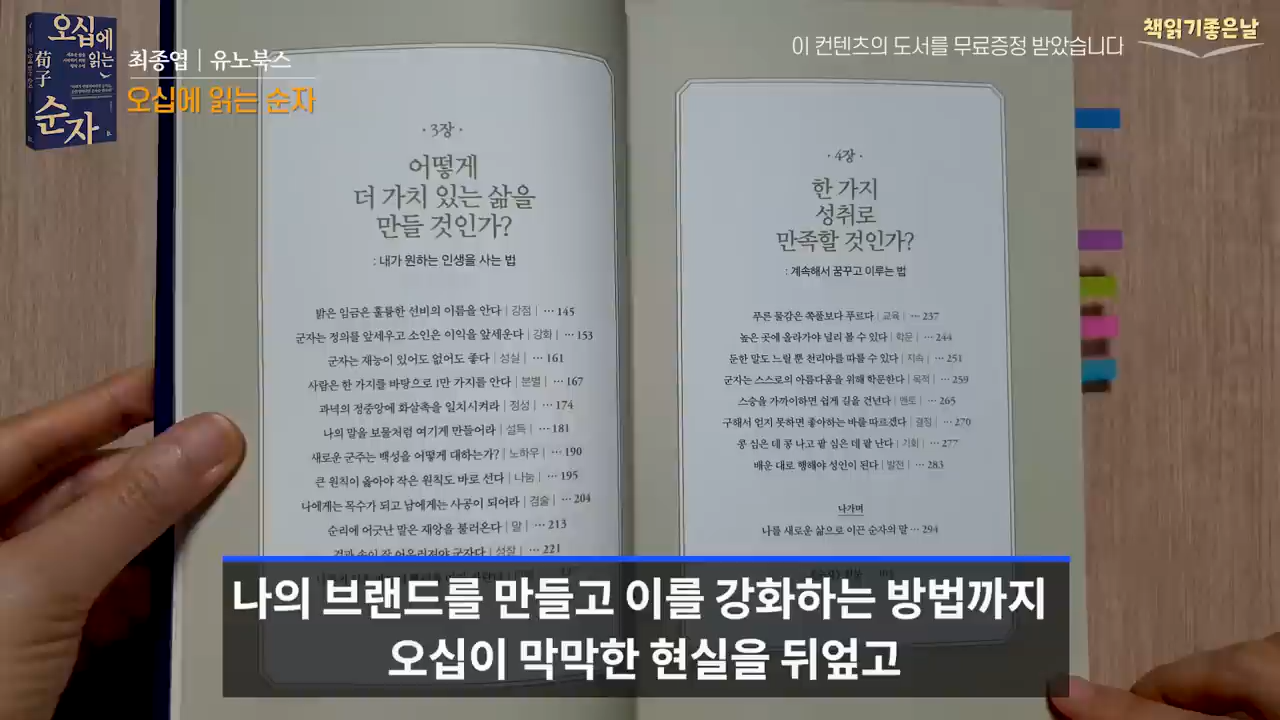 오십에 읽는 순자
荀子
최종엽 | 유노북스
오십에 읽는 순자
이 컨텐츠의 도서를 무료증정 받았습니다
책읽기좋은날
· 3장 ·
어떻게
더 가치 있는 삶을
만들 것인가?
: 내가 원하는 인생을 사는 법
밝은 임금은 훌륭한 선비의 이름을 안다 | 강점 | ··· 145
군자는 정의를 앞세우고 소인은 이익을 앞세운다 | 강화 | ··· 153
군자는 재능이 있어도 없어도 좋다 | 성실 | ··· 161
사람은 한 가지를 바탕으로 1만 가지를 안다 | 분별 | ··· 167
과녁의 정중앙에 화살촉을 일치시켜라 | 정성 | ··· 174
나의 말을 보물처럼 여기게 만들어라 | 설득 | ··· 181
새로운 군주는 백성을 어떻게 대하는가? | 노하우 | ··· 190
큰 원칙이 옳아야 작은 원칙도 바로 선다 | 나눔 | ··· 195
나에게는 목수가 되고 남에게는 사공이 되어라 | 겸술 | ··· 204
순리에 어긋난 말은 재앙을 불러온다 | 말 | ··· 213
겉과 속이 잘 어우러져야 군자다 | 성찰 | ··· 221
· 4장 ·
한 가지
성취로
만족할 것인가?
: 계속해서 꿈꾸고 이루는 법
푸른 물감은 쪽풀보다 푸르다 | 교육 | ··· 237
높은 곳에 올라가야 널리 볼 수 있다 | 학문 | ··· 244
둔한 말도 느릴 뿐 천리마를 따를 수 있다 | 지속 | ··· 251
군자는 스스로의 아름다움을 위해 학문한다 | 목적 | ··· 259
스승을 가까이하면 쉽게 길을 건넌다 | 멘토 | ··· 265
구해서 얻지 못하면 좋아하는 바를 따르겠다 | 결정 | ··· 270
콩 심은 데 콩 나고 팥 심은 데 팥 난다 | 기회 | ··· 277
배운 대로 행해야 성인이 된다 | 발전 | ··· 283
나가며
나를 새로운 삶으로 이끈 순자의 말 ··· 294
나의 브랜드를 만들고 이를 강화하는 방법까지
오십이 막막한 현실을 뒤엎고